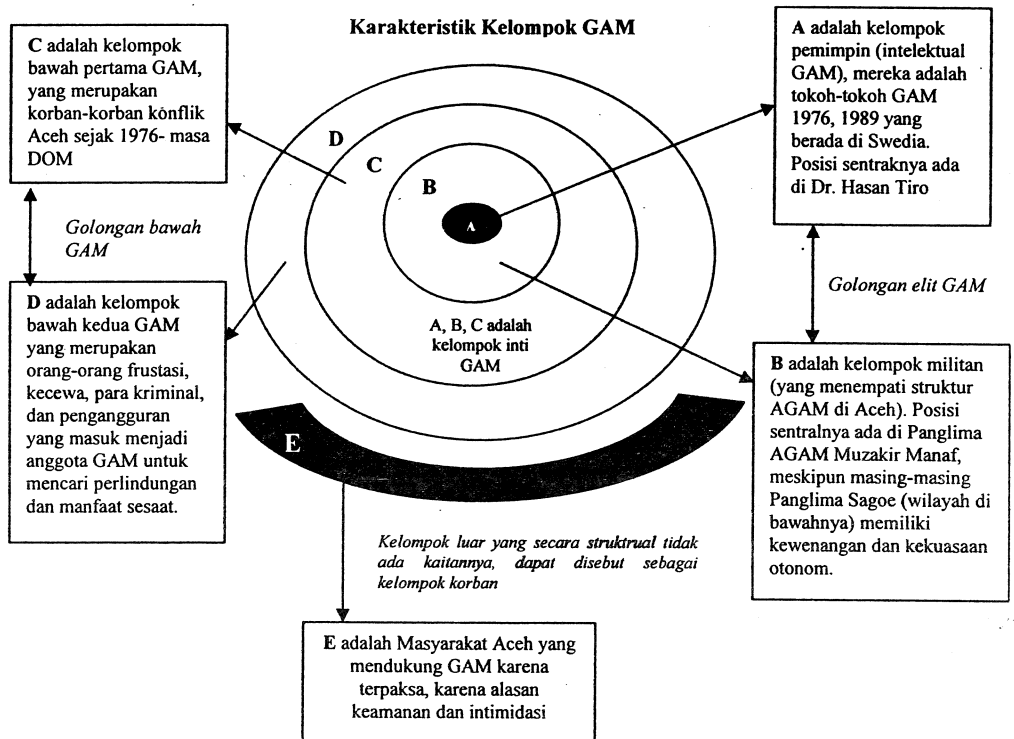 Karakteristik Kelompok GAM
C adalah kelompok
bawah pertama GAM,
yang merupakan
korban-korban konflik
Aceh sejak 1976- masa
DOM
Golongan bawah
GAM
D adalah kelompok
bawah kedua GAM
yang merupakan
orang-orang frustasi,
kecewa, para kriminal,
dan pengangguran
yang masuk menjadi
anggota GAM untuk
mencari perlindungan
dan manfaat sesaat.
D
C
B
A
A, B, C adalah
kelompok inti
GAM
E
A adalah kelompok
pemimpin (intelektual
GAM), mereka adalah
tokoh-tokoh GAM
1976, 1989 yang
berada di Swedia.
Posisi sentraknya ada
di Dr. Hasan Tiro
Golongan elit GAM
B adalah kelompok militan
(yang menempati struktur
AGAM di Aceh). Posisi
sentralnya ada di Panglima
AGAM Muzakir Manaf,
meskipun masing-masing
Panglima Sagoe (wilayah di
bawahnya) memiliki
kewenangan dan kekuasaan
otonom.
Kelompok luar yang secara struktrual tidak
ada kaitannya, dapat disebut sebagai
kelompok korban
E adalah Masyarakat Aceh yang
mendukung GAM karena
terpaksa, karena alasan
keamanan dan intimidasi